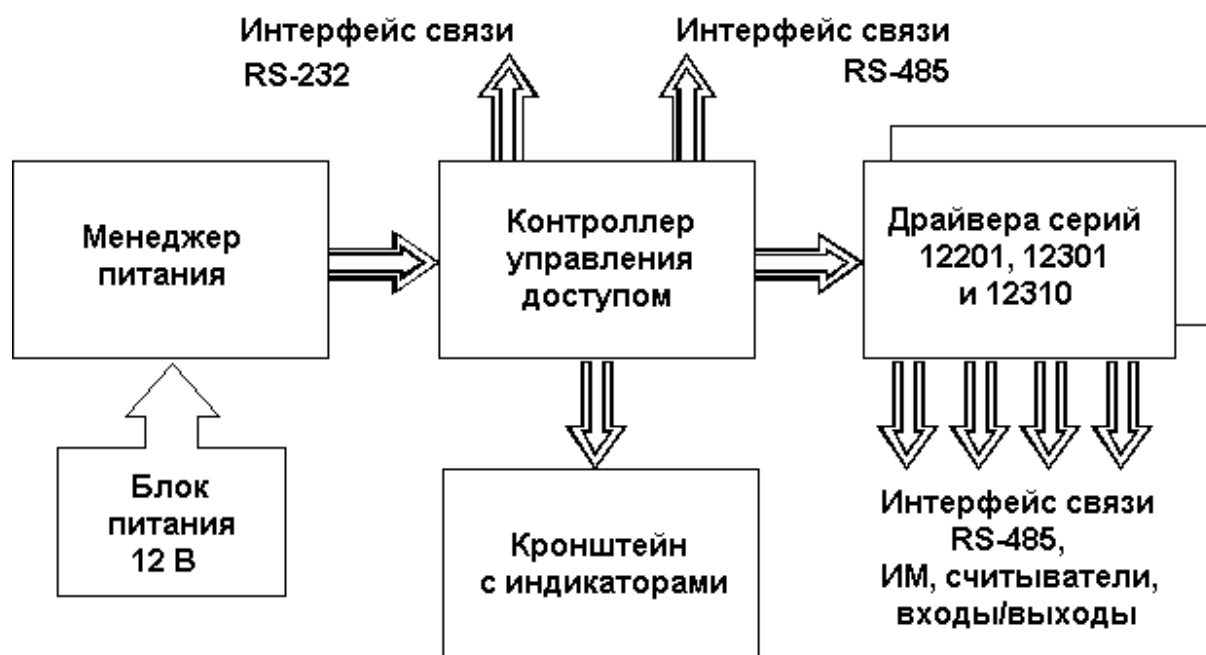 Интерфейс связи
RS-232
Интерфейс связи
RS-485
Менеджер
питания
Контроллер
управления
доступом
Драйвера серий
12201, 12301
и 12310
Блок
питания
12 В
Кронштейн
с индикаторами
Интерфейс связи
RS-485,
ИМ, считыватели,
входы/выходы